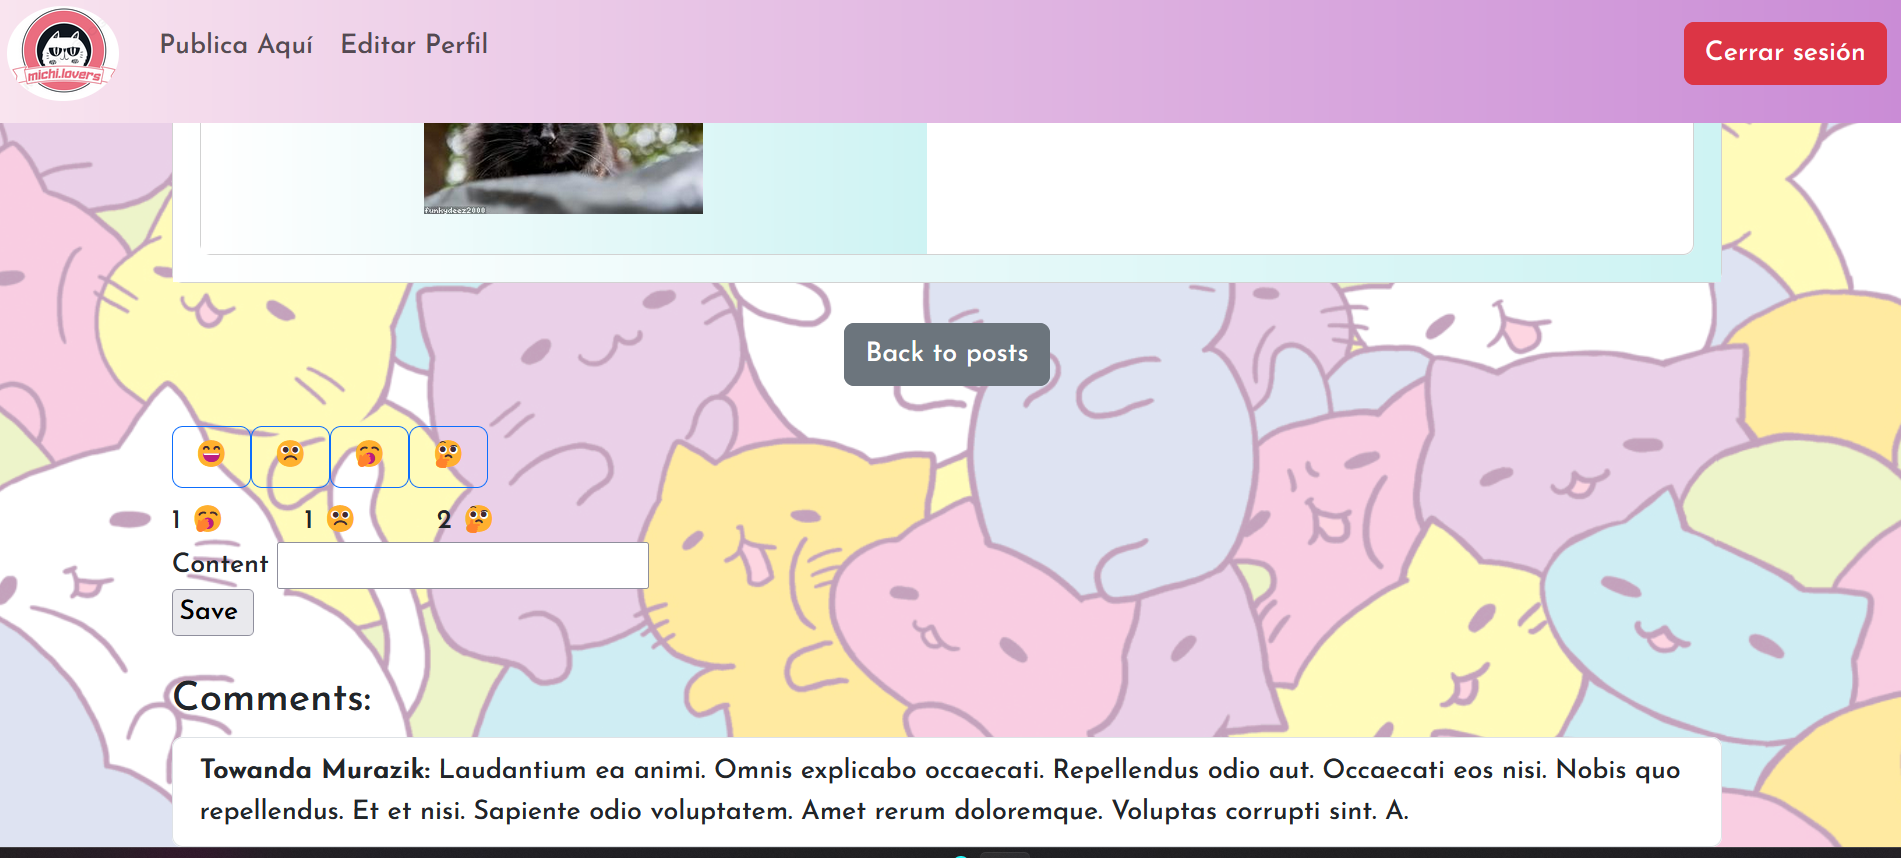 michi.lovers
Publica Aquí Editar Perfil
Cerrar sesión
funkydeez2000
Back to posts
1 1 2
Content
Save
Comments:
Towanda Murazik: Laudantium ea animi. Omnis explicabo occaecati. Repellendus odio aut. Occaecati eos nisi. Nobis quo
repellendus. Et et nisi. Sapiente odio voluptatem. Amet rerum doloremque. Voluptas corrupti sint. A.